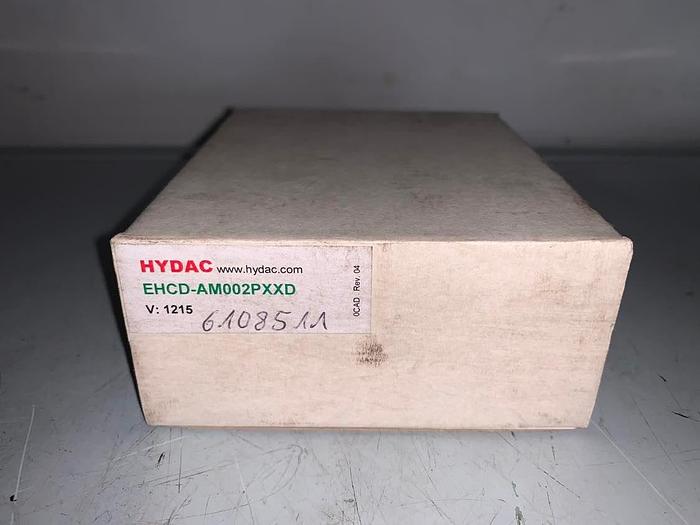 HYDAC www.hydac.com
EHCD-AM002PXXD
V: 1215
6108511
0CAD Rev. 04